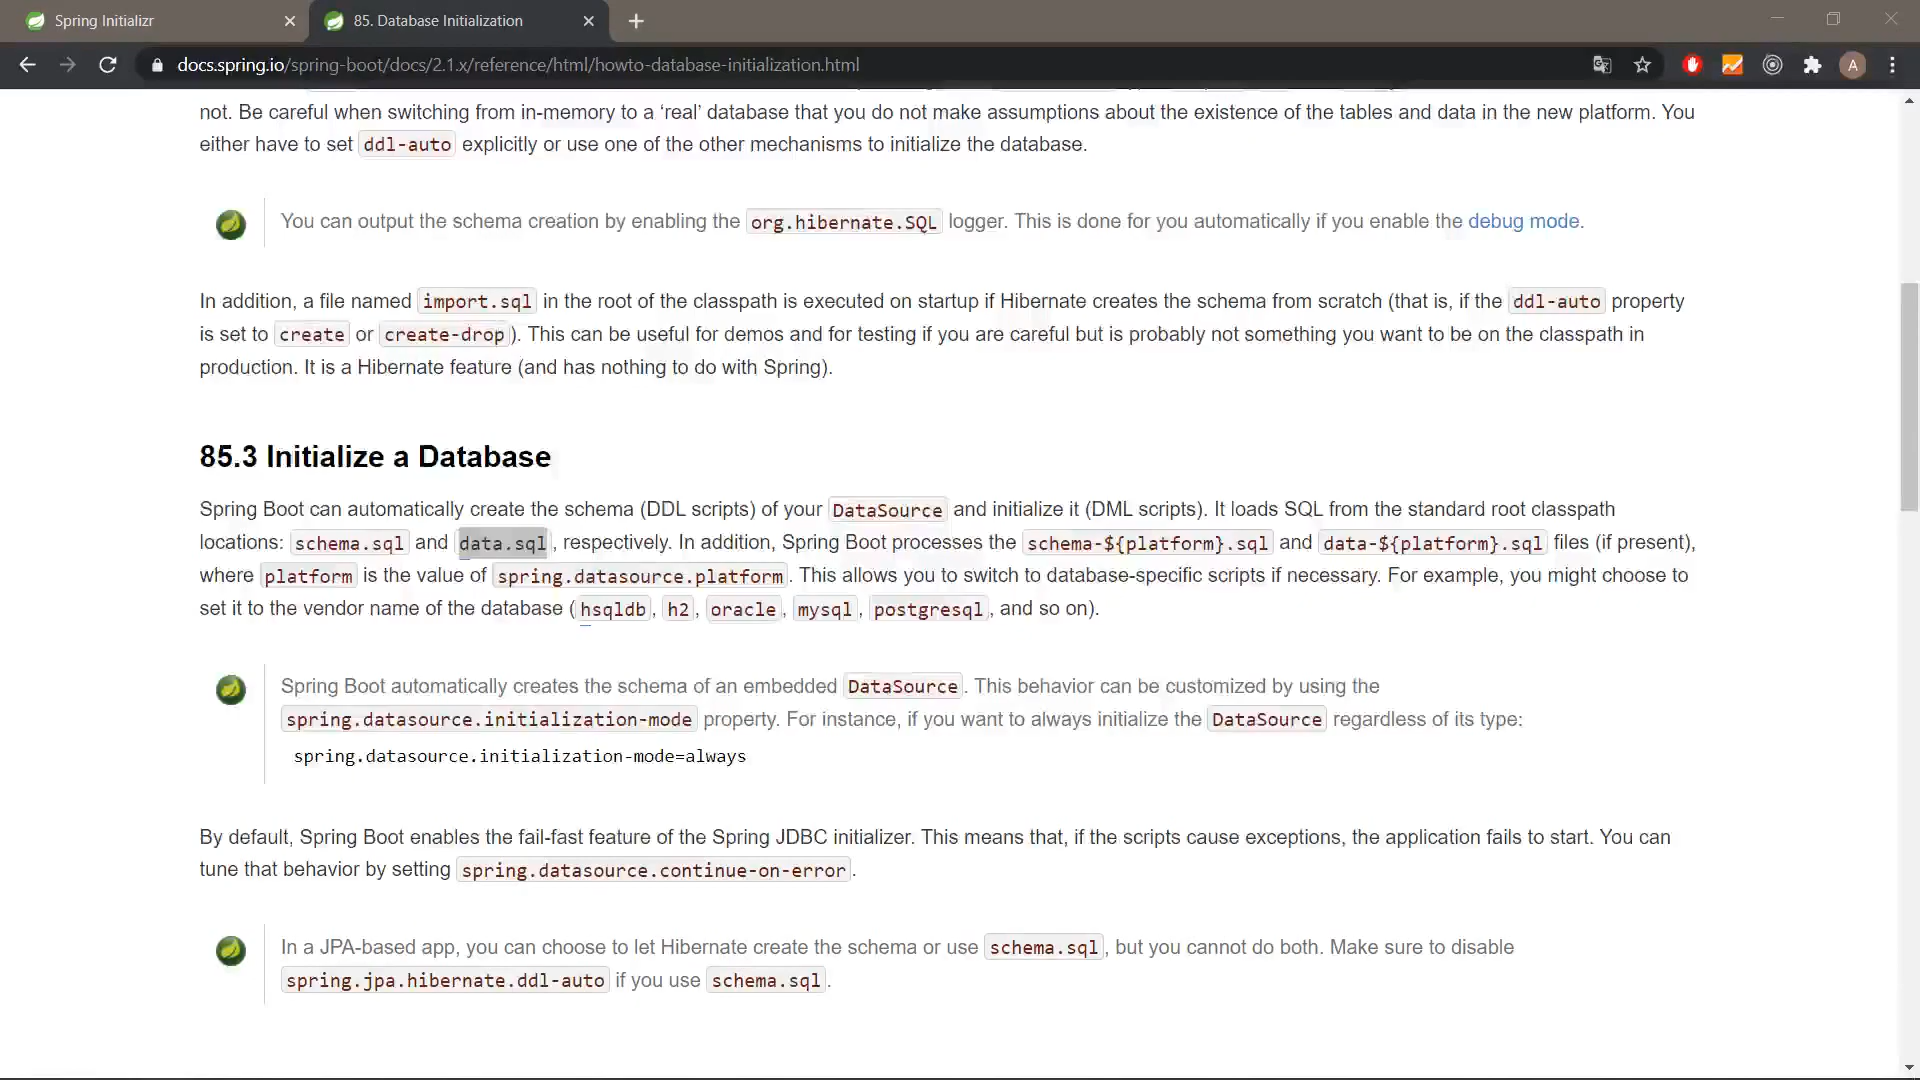 Spring Initializr
85. Database Initialization
docs.spring.io/spring-boot/docs/2.1.x/reference/html/howto-database-initialization.html
A
not. Be careful when switching from in-memory to a ‘real’ database that you do not make assumptions about the existence of the tables and data in the new platform. You
either have to set ddl-auto explicitly or use one of the other mechanisms to initialize the database.
You can output the schema creation by enabling the org.hibernate.SQL logger. This is done for you automatically if you enable the debug mode.
In addition, a file named import.sql in the root of the classpath is executed on startup if Hibernate creates the schema from scratch (that is, if the ddl-auto property
is set to create or create-drop). This can be useful for demos and for testing if you are careful but is probably not something you want to be on the classpath in
production. It is a Hibernate feature (and has nothing to do with Spring).
85.3 Initialize a Database
Spring Boot can automatically create the schema (DDL scripts) of your DataSource and initialize it (DML scripts). It loads SQL from the standard root classpath
locations: schema.sql and data.sql, respectively. In addition, Spring Boot processes the schema-${platform}.sql and data-${platform}.sql files (if present),
where platform is the value of spring.datasource.platform. This allows you to switch to database-specific scripts if necessary. For example, you might choose to
set it to the vendor name of the database (hsqldb, h2, oracle, mysql, postgresql, and so on).
Spring Boot automatically creates the schema of an embedded DataSource. This behavior can be customized by using the
spring.datasource.initialization-mode property. For instance, if you want to always initialize the DataSource regardless of its type:
spring.datasource.initialization-mode=always
By default, Spring Boot enables the fail-fast feature of the Spring JDBC initializer. This means that, if the scripts cause exceptions, the application fails to start. You can
tune that behavior by setting spring.datasource.continue-on-error.
In a JPA-based app, you can choose to let Hibernate create the schema or use schema.sql, but you cannot do both. Make sure to disable
spring.jpa.hibernate.ddl-auto if you use schema.sql.